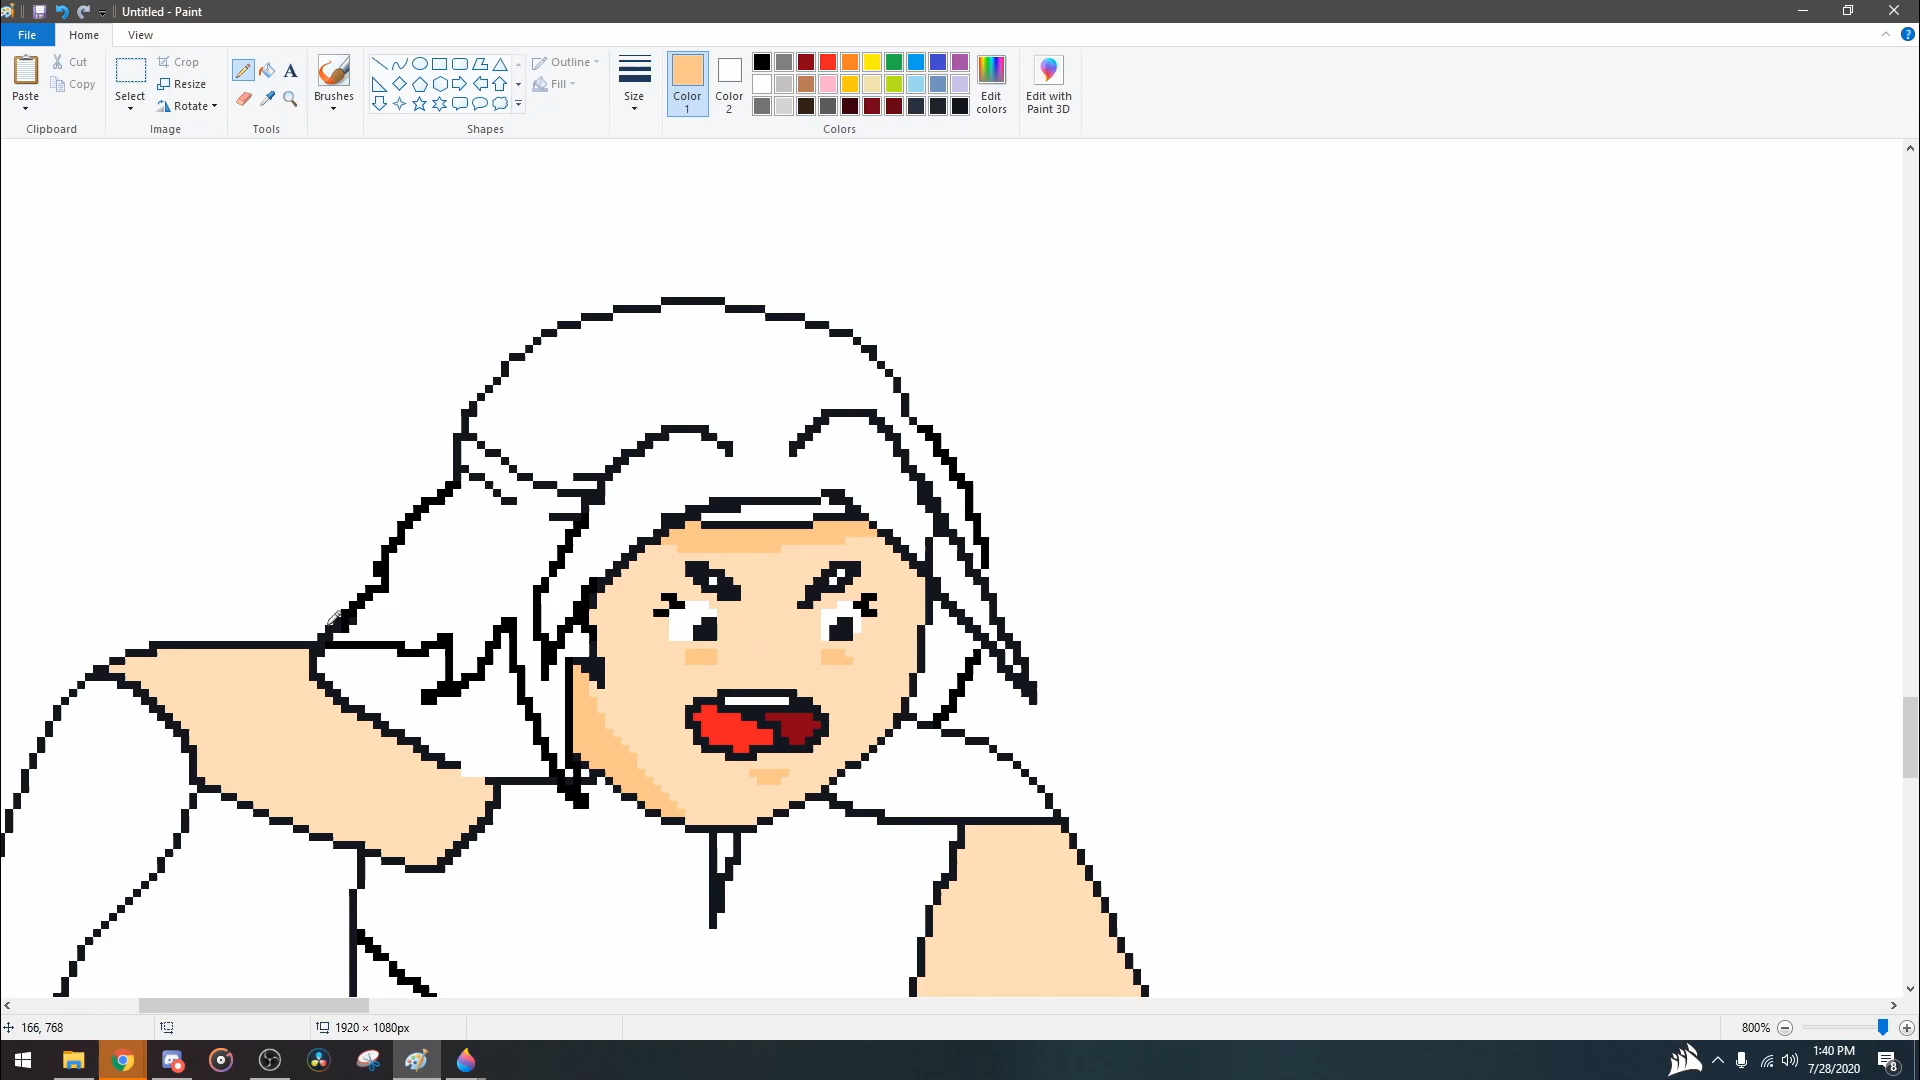 Untitled - Paint
File Home View
Paste
Cut
Copy
Clipboard
Select
Crop
Resize
Rotate
Image
A
Tools
Brushes
Shapes
Outline
Fill
Size
Color 1
Color 2
Colors
Edit colors
Edit with Paint 3D
166, 768
1920 × 1080px
800%
1:40 PM
7/28/2020
8